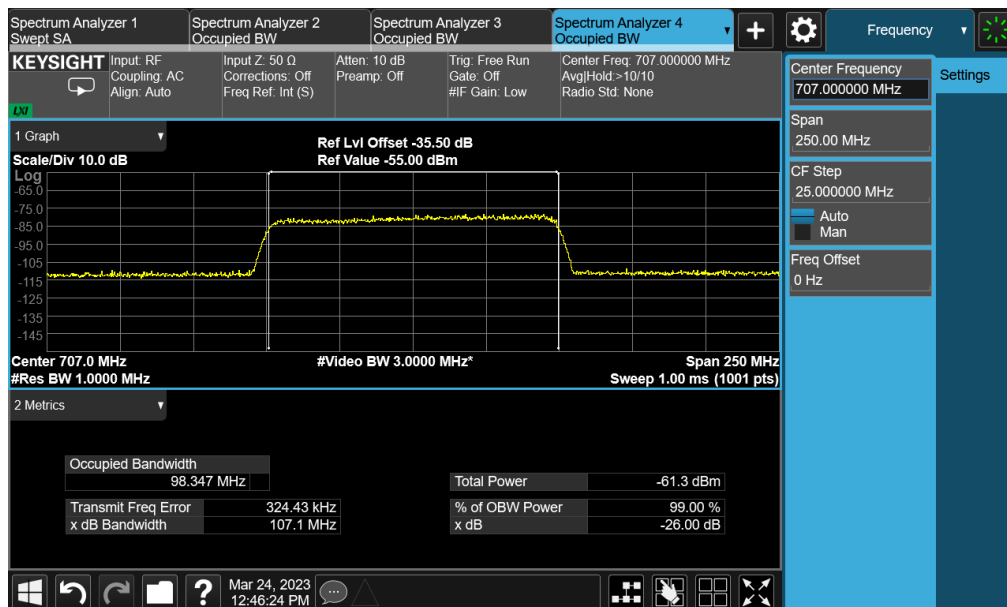 Spectrum Analyzer 1
Swept SA
Spectrum Analyzer 2
Occupied BW
Spectrum Analyzer 3
Occupied BW
Spectrum Analyzer 4
Occupied BW
Frequency
KEYSIGHT
LXI
Input: RF
Coupling: AC
Align: Auto
Input Z: 50 Ω
Corrections: Off
Freq Ref: Int (S)
Atten: 10 dB
Preamp: Off
Trig: Free Run
Gate: Off
#IF Gain: Low
Center Freq: 707.000000 MHz
Avg|Hold:>10/10
Radio Std: None
Center Frequency
707.000000 MHz
Settings
Span
250.00 MHz
CF Step
25.000000 MHz
Auto
Man
Freq Offset
0 Hz
1 Graph
Scale/Div 10.0 dB
Ref Lvl Offset -35.50 dB
Ref Value -55.00 dBm
Log
-65.0
-75.0
-85.0
-95.0
-105
-115
-125
-135
-145
Center 707.0 MHz
#Res BW 1.0000 MHz
#Video BW 3.0000 MHz*
Span 250 MHz
Sweep 1.00 ms (1001 pts)
2 Metrics
Occupied Bandwidth
98.347 MHz
Total Power -61.3 dBm
Transmit Freq Error 324.43 kHz
% of OBW Power 99.00 %
x dB Bandwidth 107.1 MHz
x dB -26.00 dB
?
Mar 24, 2023
12:46:24 PM